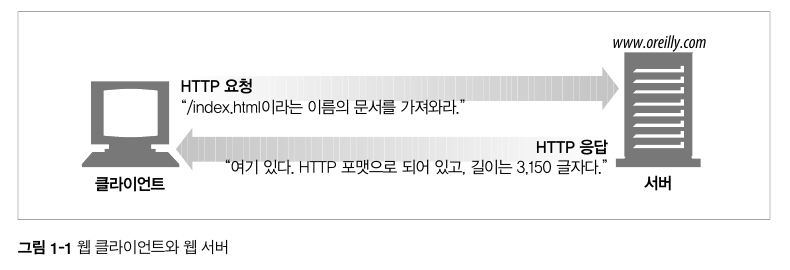 www.oreilly.com
HTTP 요청
“/index.html이라는 이름의 문서를 가져와라.”
HTTP 응답
“여기 있다. HTTP 포맷으로 되어 있고, 길이는 3,150 글자다.”
클라이언트
서버
그림 1-1 웹 클라이언트와 웹 서버